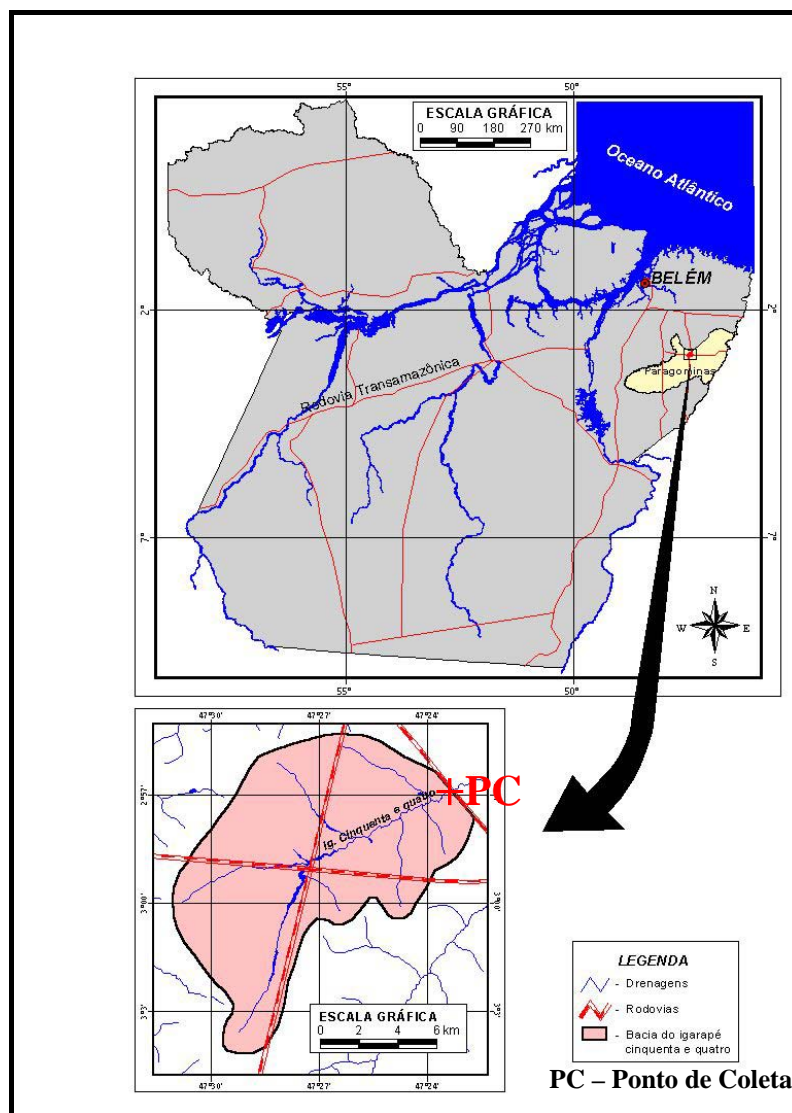 55°
50°
ESCALA GRÁFICA
0 90 180 270 km
Oceano Atlântico
BELÉM
2°
2°
Paragominas
Rodovia Transamazônica
7°
7°
N
W E
S
55°
50°
47°30'
47°27'
47°24'
2°57'
PC
Ig. Cinquenta e quatro
3°00'
3°3'
3°3'
ESCALA GRÁFICA
0 2 4 6 km
47°30'
47°27'
47°24'
LEGENDA
- Drenagens
- Rodovias
- Bacia do igarapé
cinquenta e quatro
PC – Ponto de Coleta